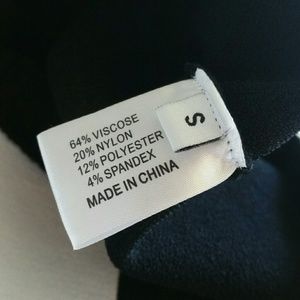 64% VISCOSE
20% NYLON
12% POLYESTER
4% SPANDEX
MADE IN CHINA
S